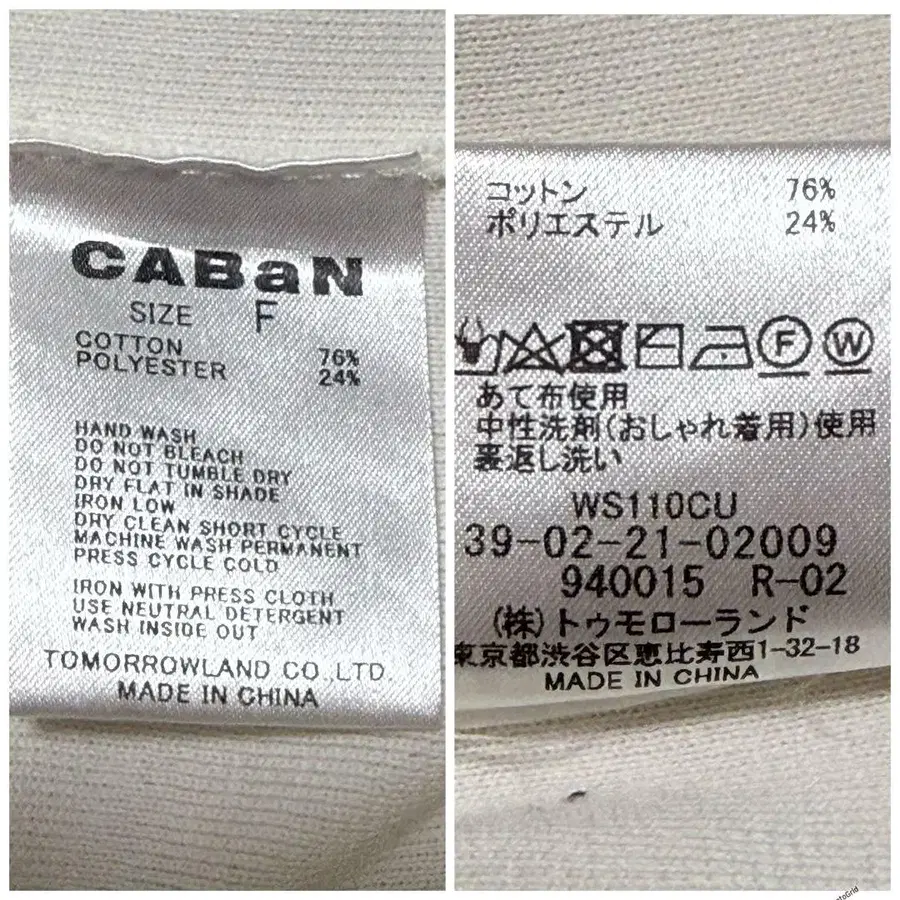 CABaN
SIZE F
COTTON 76%
POLYESTER 24%
HAND WASH
DO NOT BLEACH
DO NOT TUMBLE DRY
DRY FLAT IN SHADE
IRON LOW
DRY CLEAN SHORT CYCLE
MACHINE WASH PERMANENT
PRESS CYCLE COLD
IRON WITH PRESS CLOTH
USE NEUTRAL DETERGENT
WASH INSIDE OUT
TOMORROWLAND CO.,LTD
MADE IN CHINA
コットン 76%
ポリエステル 24%
F W
あて布使用
中性洗剤(おしゃれ着用)使用
裏返し洗い
WS110CU
39-02-21-02009
940015 R-02
(株)トゥモローランド
東京都渋谷区恵比寿西1-32-18
MADE IN CHINA